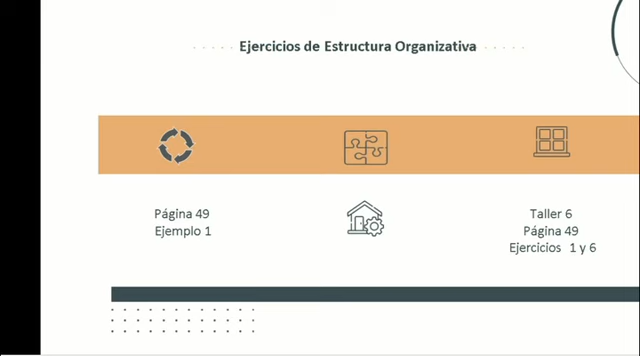 Ejercicios de Estructura Organizativa
Página 49
Ejemplo 1
Taller 6
Página 49
Ejercicios 1 y 6